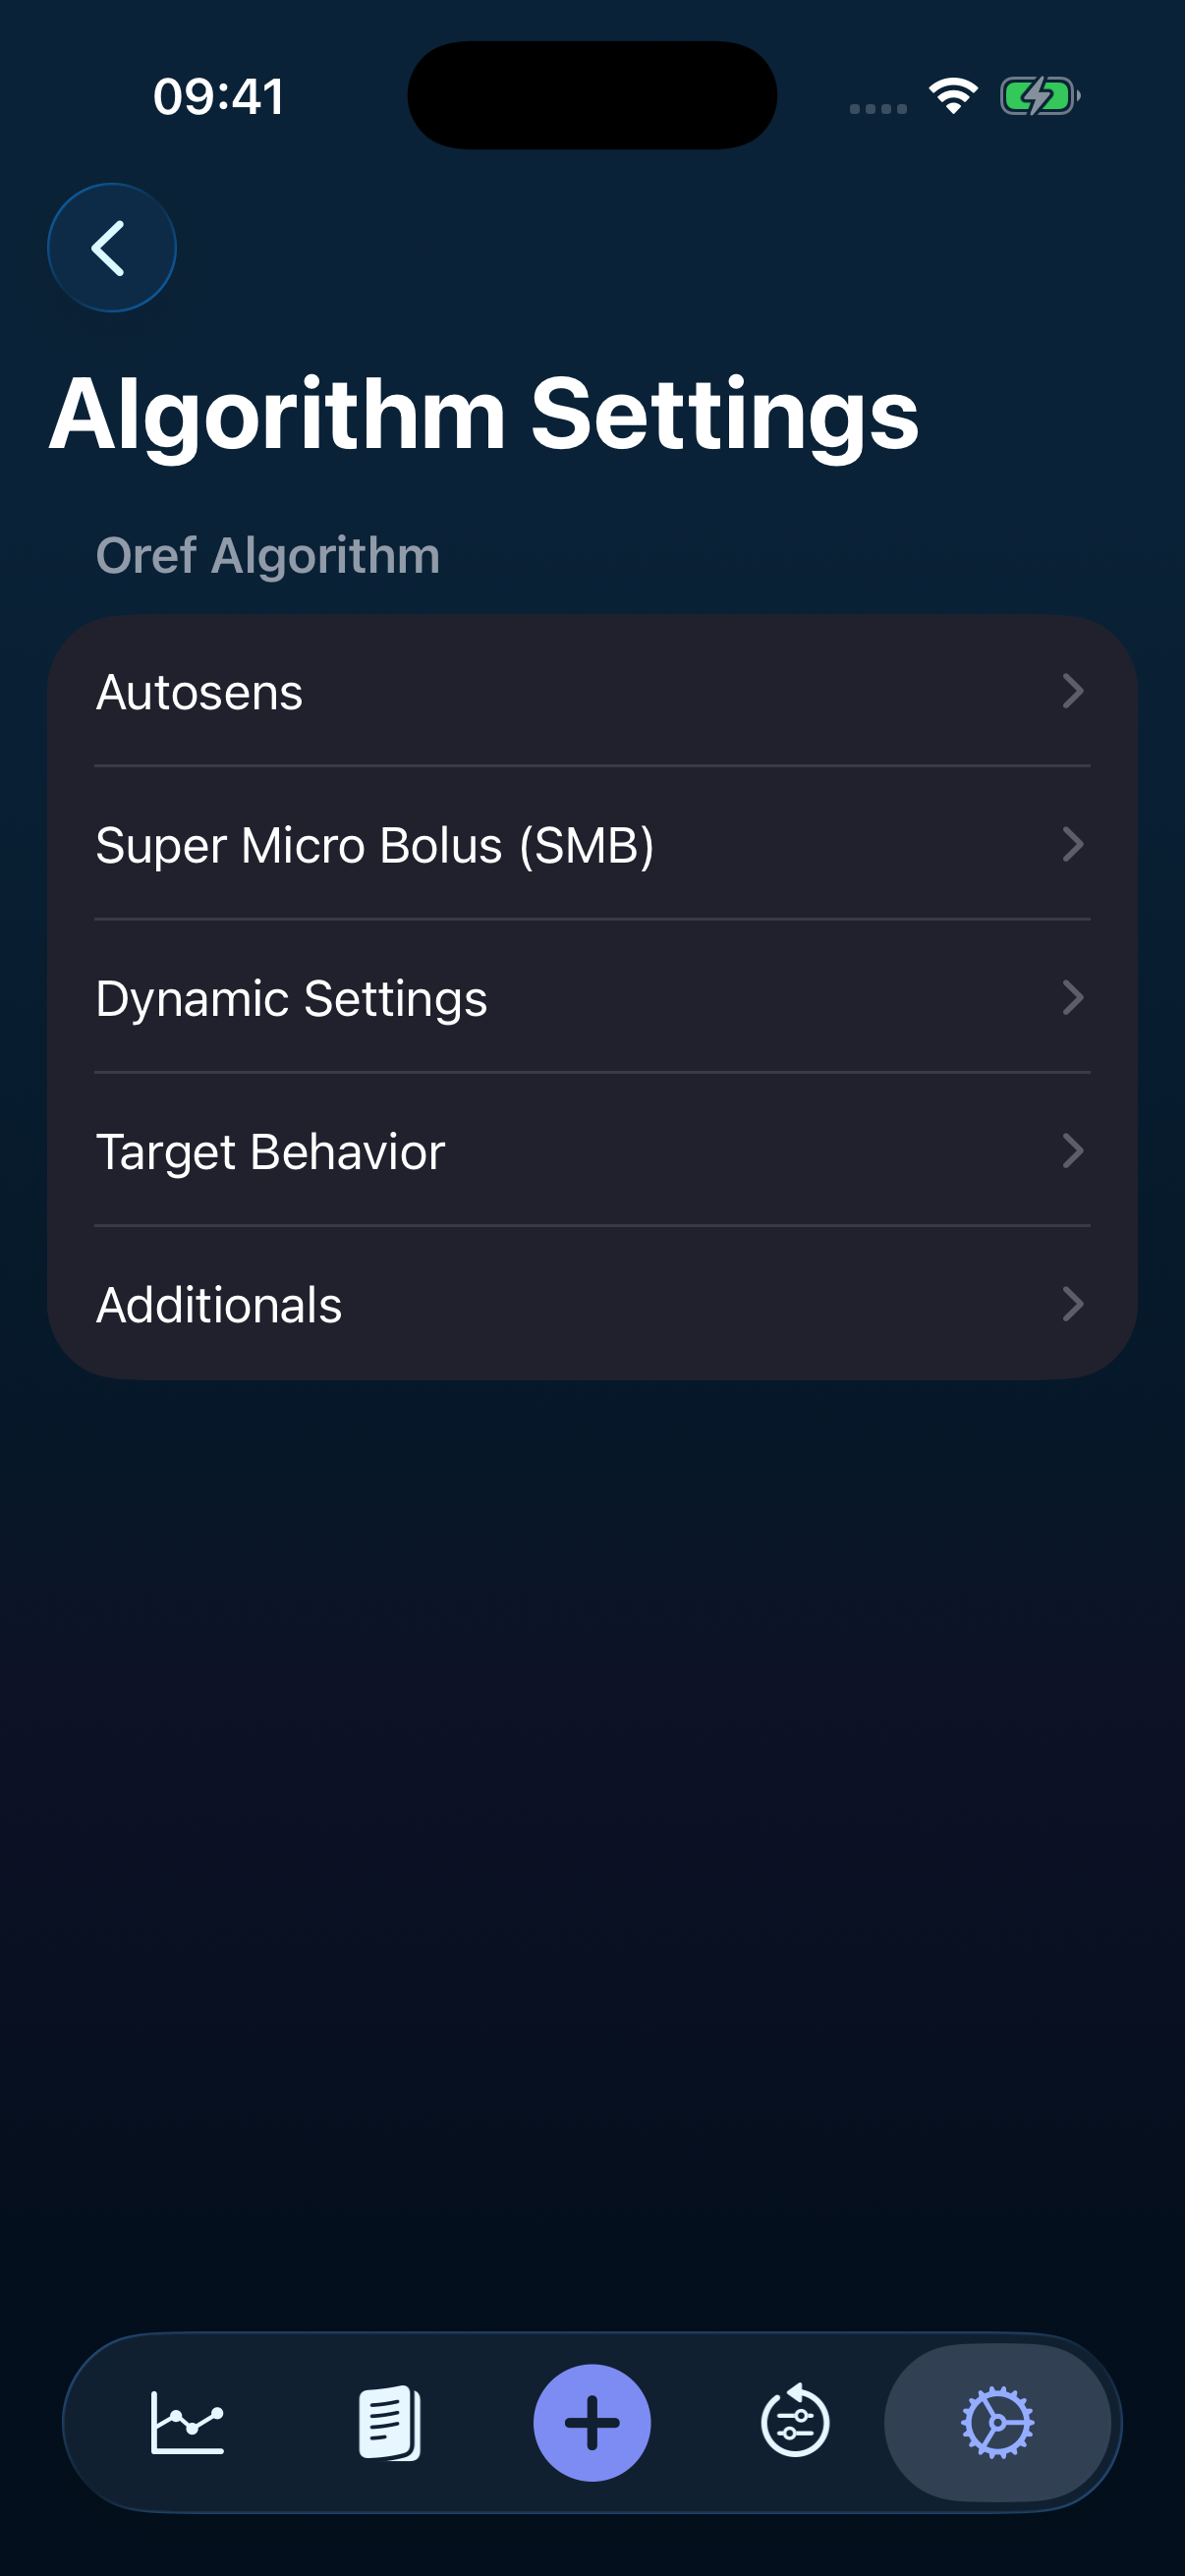 09:41
Algorithm Settings
Oref Algorithm
Autosens
Super Micro Bolus (SMB)
Dynamic Settings
Target Behavior
Additionals